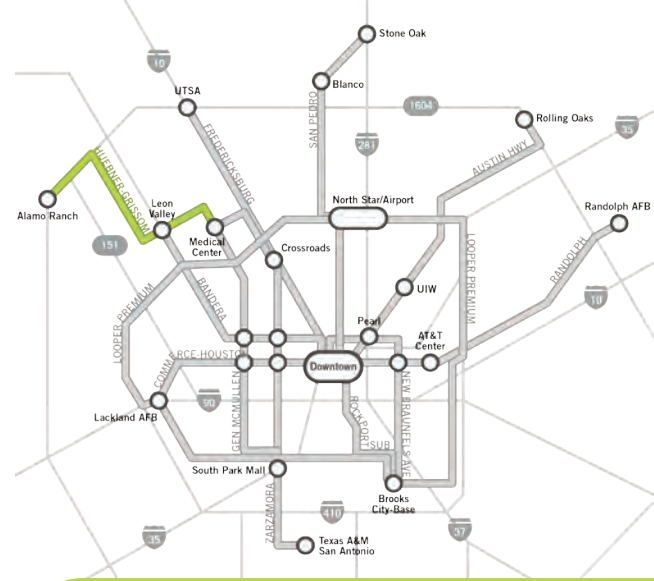 Stone Oak
10
UTSA
Blanco
1604
SAN PEDRO
Rolling Oaks
35
FREDERICKSBURG
281
AUSTIN HWY
HUEBNER-GRISSOM
Leon
Valley
North Star/Airport
Randolph AFB
Alamo Ranch
151
Medical
Center
Crossroads
LOOPER PREMIUM
RANDOLPH
BANDERA
UIW
10
LOOPER PREMIUM
Pearl
AT&T
Center
COMMERCE-HOUSTON
Downtown
90
GEN MCMULLEN
ROCKPORT
NEW BRAUNFELS AVE
Lackland AFB
SUB
South Park Mall
Brooks
City-Base
ZARZAMORA
410
35
37
Texas A&M
San Antonio